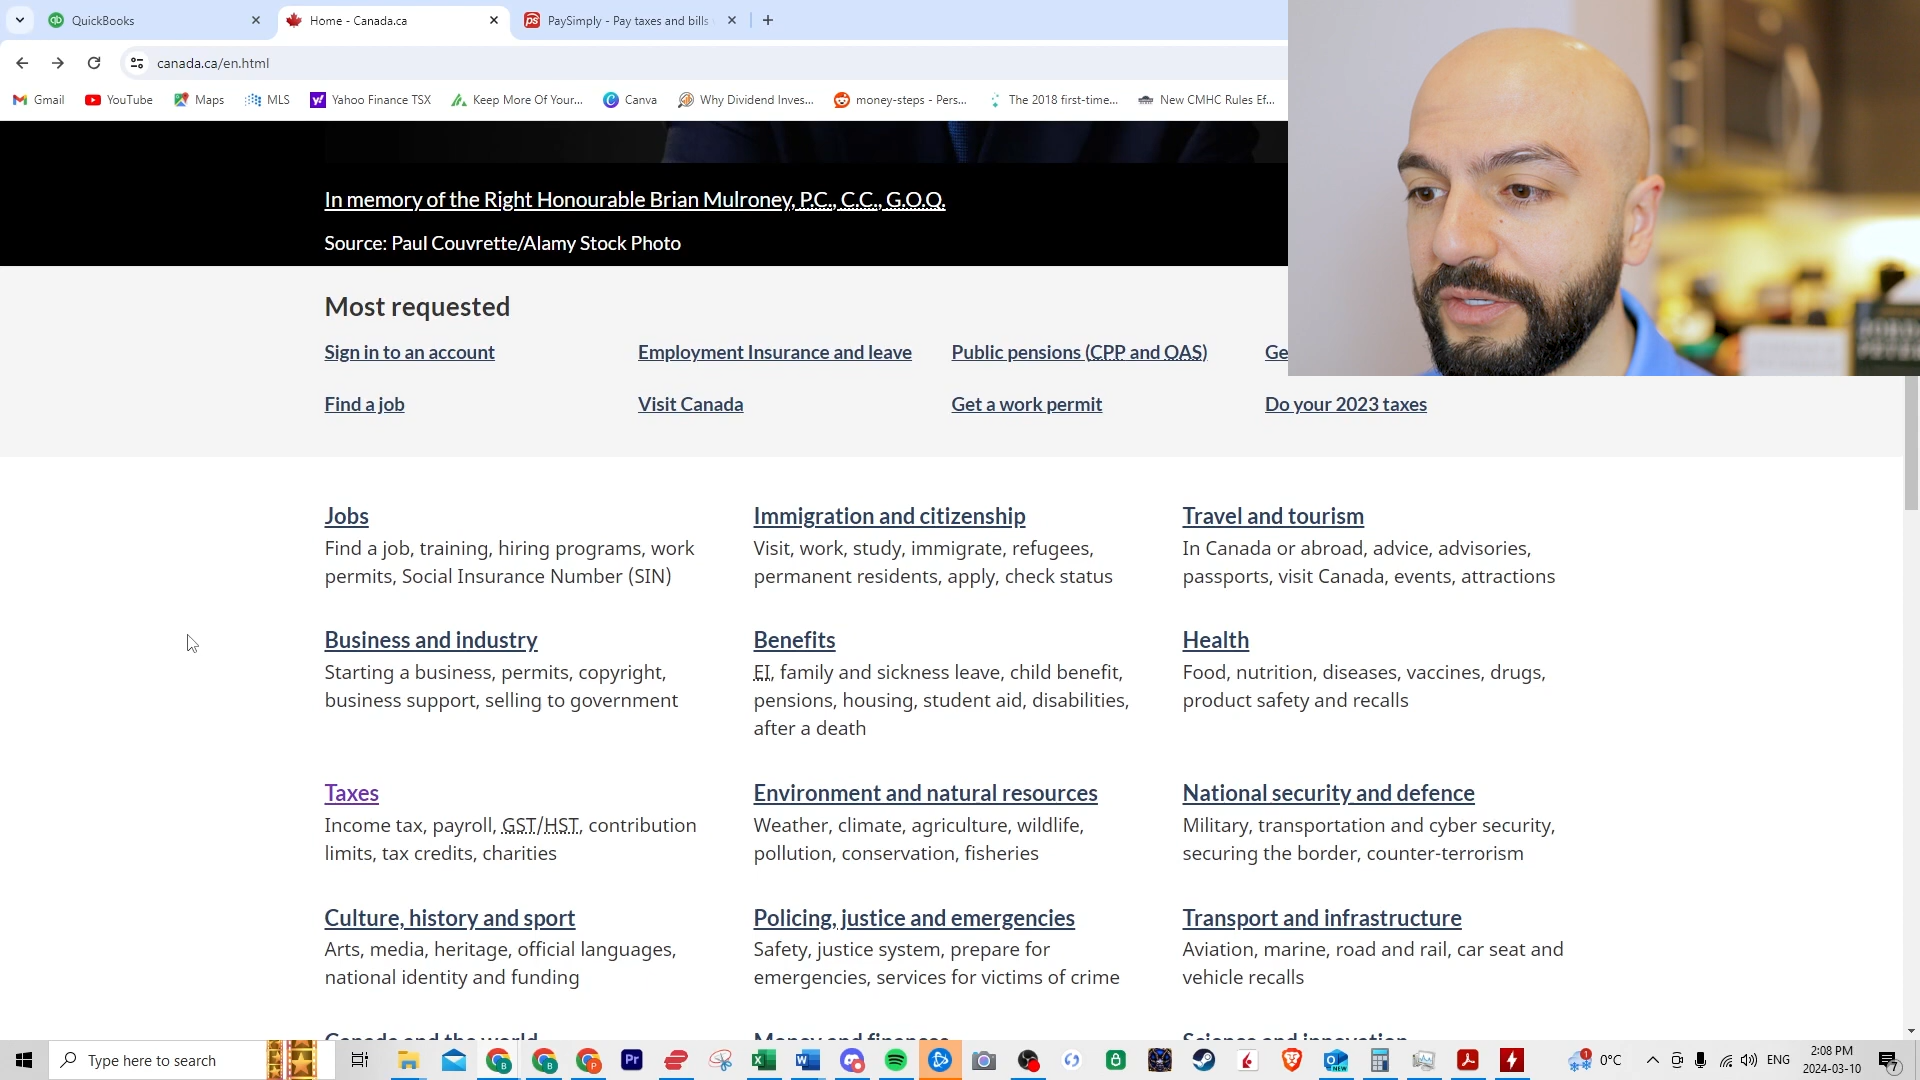 QuickBooks
Home - Canada.ca
PaySimply - Pay taxes and bills
canada.ca/en.html
Gmail
YouTube
Maps
MLS
Yahoo Finance TSX
Keep More Of Your...
Canva
Why Dividend Inves...
money-steps - Pers...
The 2018 first-time...
New CMHC Rules Ef...
In memory of the Right Honourable Brian Mulroney, P.C., C.C., G.O.Q.
Source: Paul Couvrette/Alamy Stock Photo
Most requested
Sign in to an account
Employment Insurance and leave
Public pensions (CPP and OAS)
Ge
Find a job
Visit Canada
Get a work permit
Do your 2023 taxes
Jobs
Find a job, training, hiring programs, work
permits, Social Insurance Number (SIN)
Immigration and citizenship
Visit, work, study, immigrate, refugees,
permanent residents, apply, check status
Travel and tourism
In Canada or abroad, advice, advisories,
passports, visit Canada, events, attractions
Business and industry
Starting a business, permits, copyright,
business support, selling to government
Benefits
EI, family and sickness leave, child benefit,
pensions, housing, student aid, disabilities,
after a death
Health
Food, nutrition, diseases, vaccines, drugs,
product safety and recalls
Taxes
Income tax, payroll, GST/HST, contribution
limits, tax credits, charities
Environment and natural resources
Weather, climate, agriculture, wildlife,
pollution, conservation, fisheries
National security and defence
Military, transportation and cyber security,
securing the border, counter-terrorism
Culture, history and sport
Arts, media, heritage, official languages,
national identity and funding
Policing, justice and emergencies
Safety, justice system, prepare for
emergencies, services for victims of crime
Transport and infrastructure
Aviation, marine, road and rail, car seat and
vehicle recalls
Canada and the world
Money and finances
Science and innovation
Type here to search
0°C
ENG
2:08 PM
2024-03-10
7